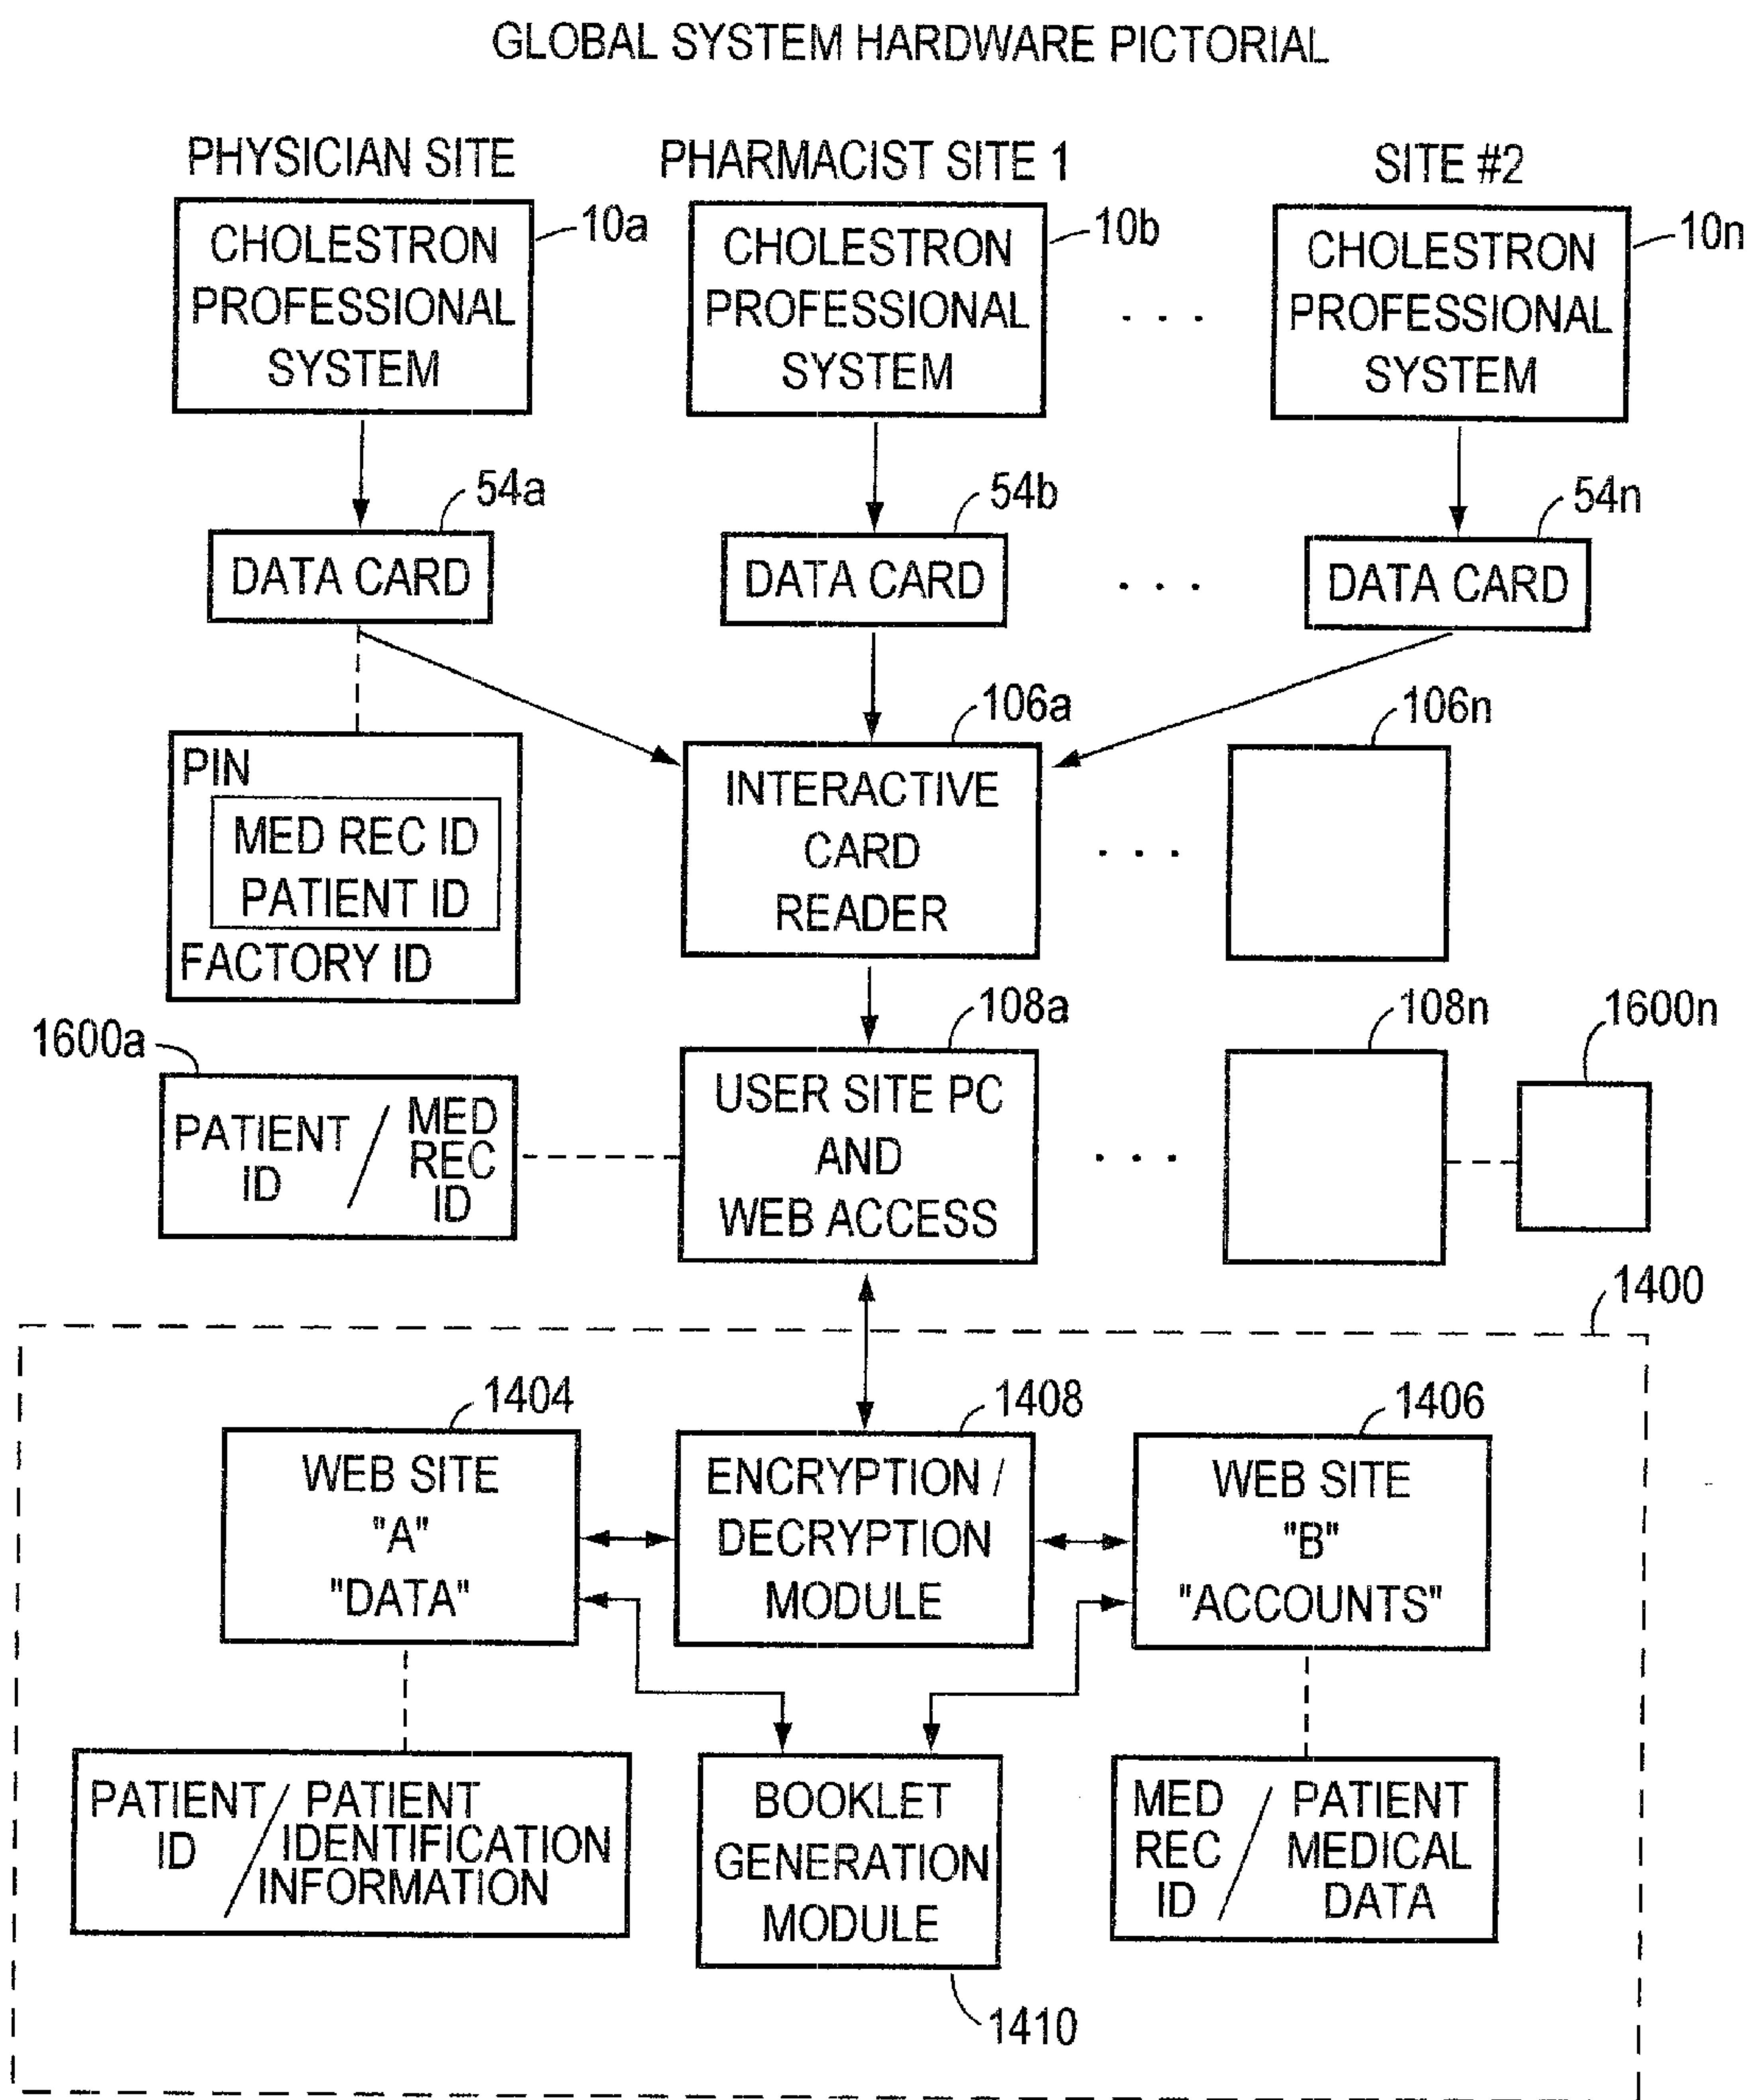 GLOBAL SYSTEM HARDWARE PICTORIAL
PHYSICIAN SITE
PHARMACIST SITE 1
SITE #2
CHOLESTRON
PROFESSIONAL
SYSTEM
10a
CHOLESTRON
PROFESSIONAL
SYSTEM
10b
. . .
CHOLESTRON
PROFESSIONAL
SYSTEM
10n
54a
DATA CARD
54b
DATA CARD
. . .
54n
DATA CARD
PIN
MED REC ID
PATIENT ID
FACTORY ID
106a
INTERACTIVE
CARD
READER
. . .
106n
1600a
PATIENT
ID
/
MED
REC
ID
108a
USER SITE PC
AND
WEB ACCESS
. . .
108n
1600n
1400
1404
WEB SITE
"A"
"DATA"
1408
ENCRYPTION /
DECRYPTION
MODULE
1406
WEB SITE
"B"
"ACCOUNTS"
PATIENT
ID
/
PATIENT
IDENTIFICATION
INFORMATION
BOOKLET
GENERATION
MODULE
1410
MED
REC
ID
/
PATIENT
MEDICAL
DATA